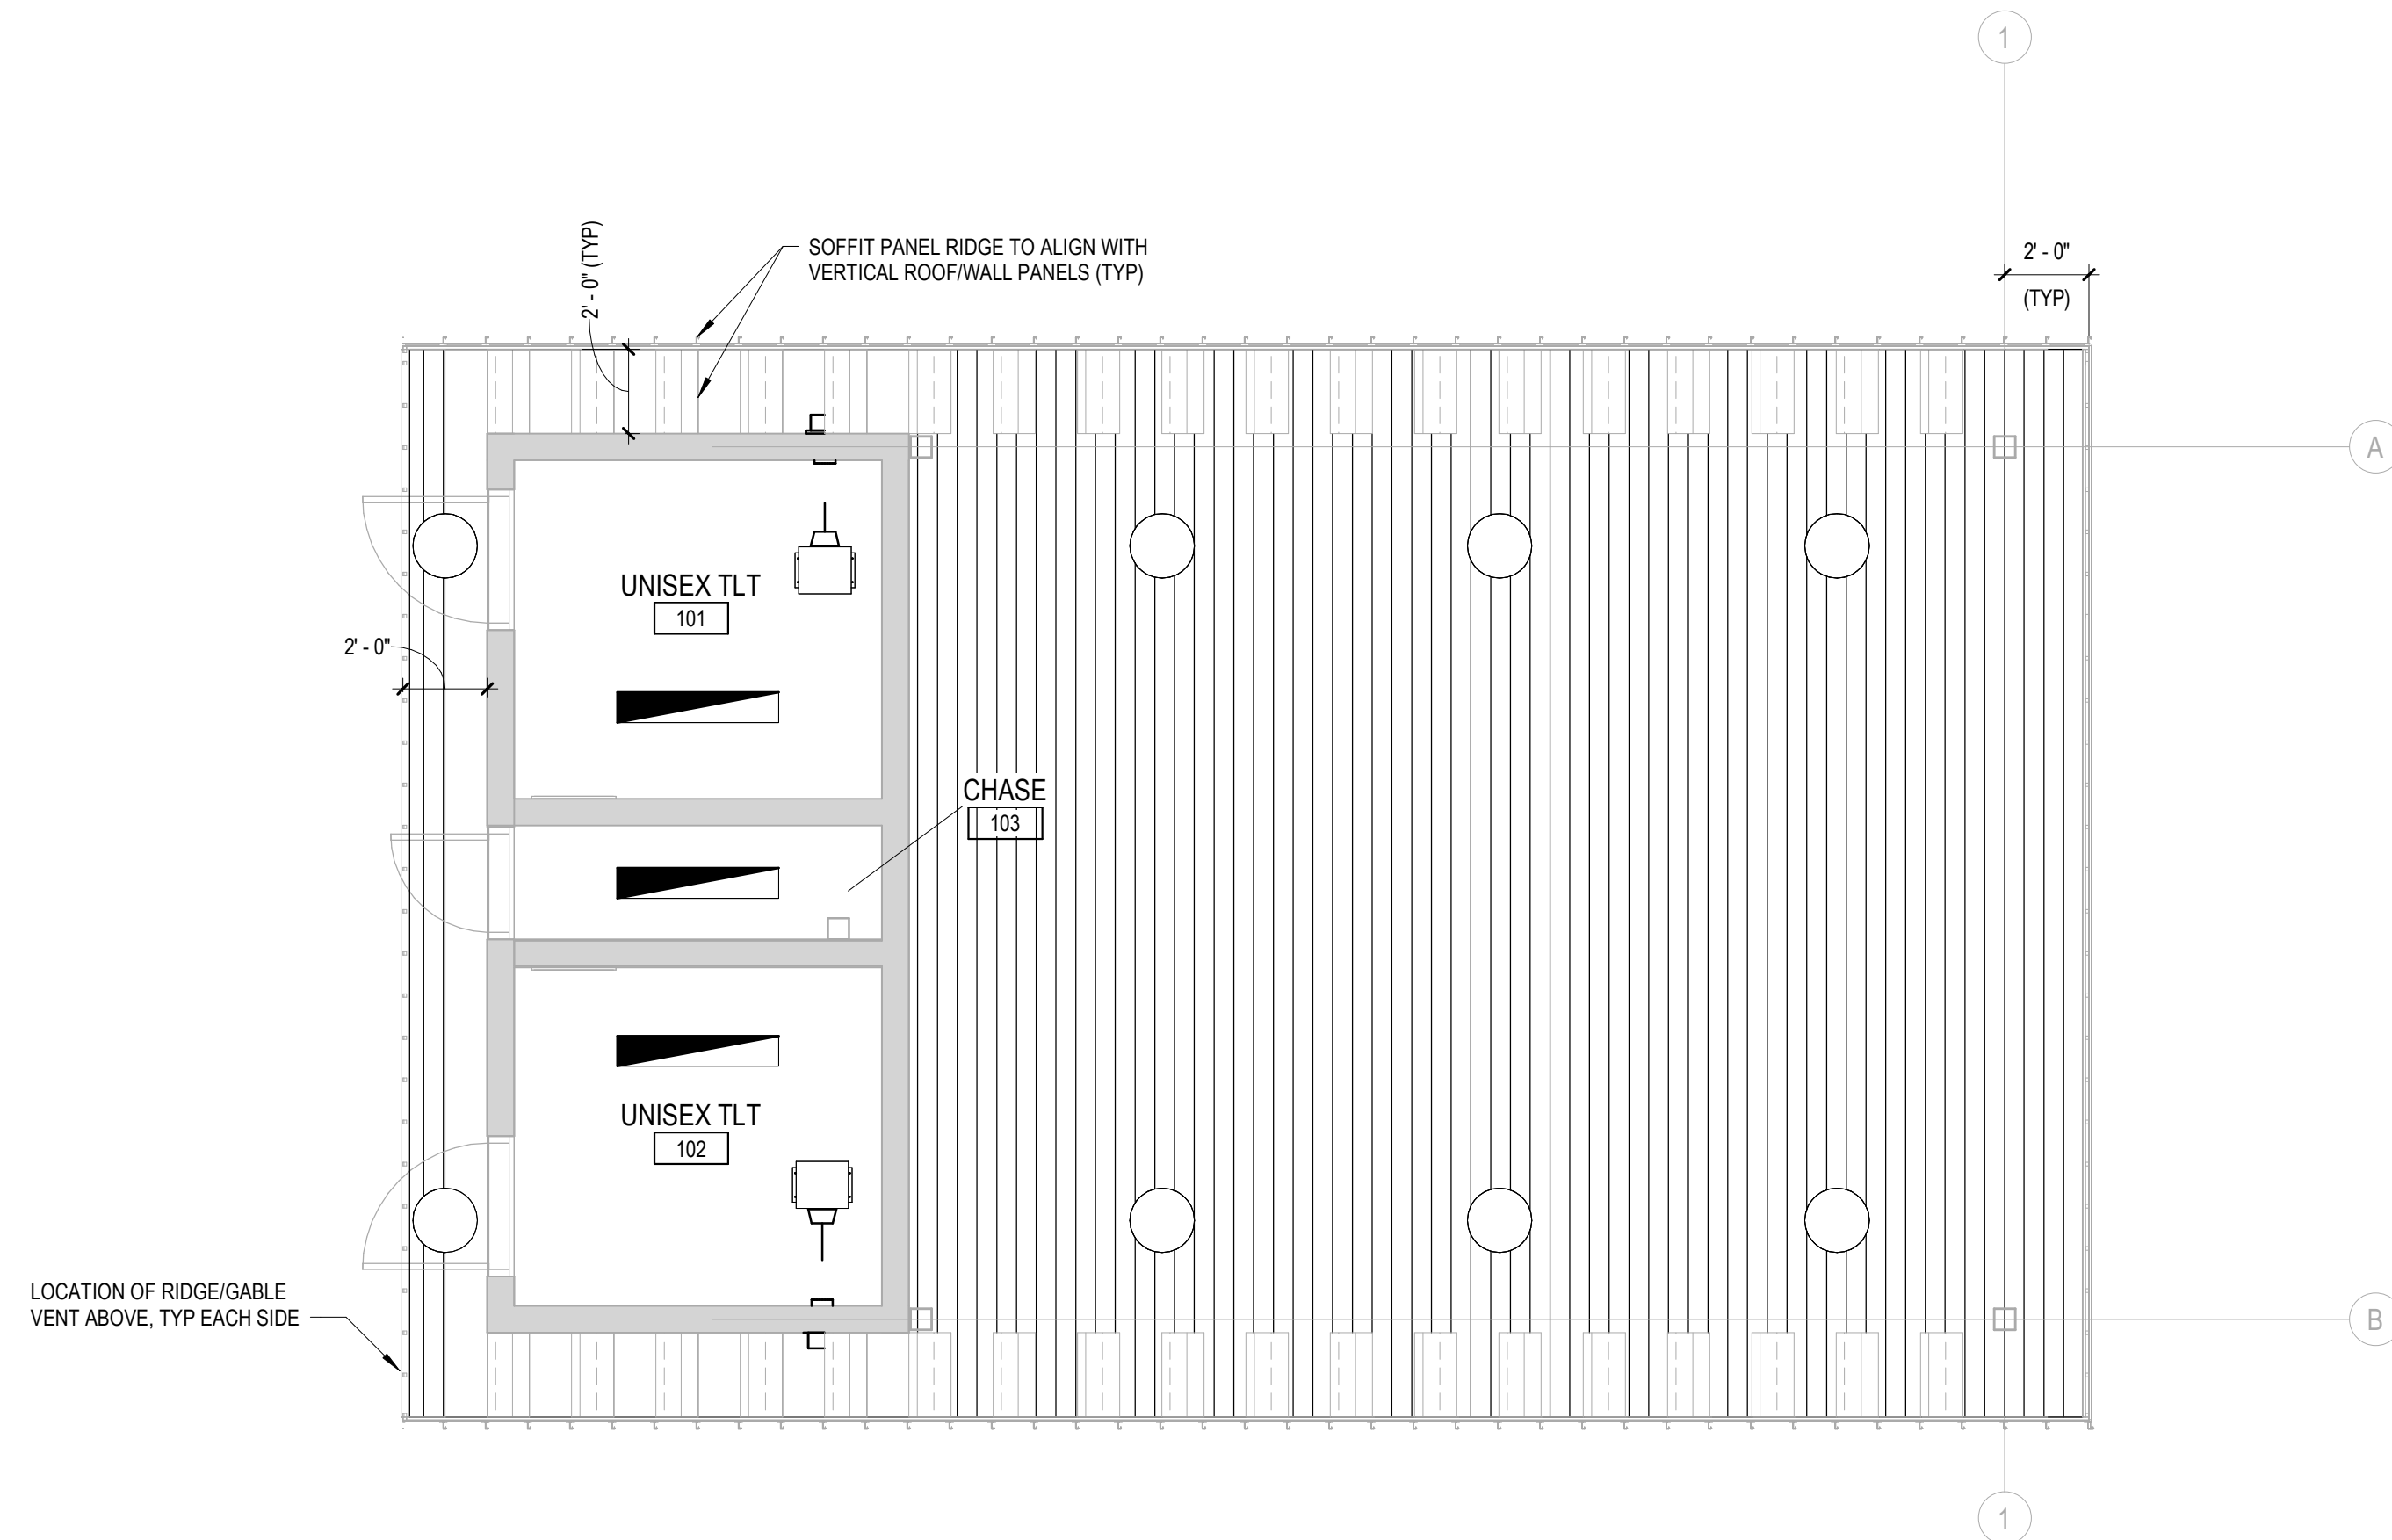 1
2' - 0" (TYP)
SOFFIT PANEL RIDGE TO ALIGN WITH
VERTICAL ROOF/WALL PANELS (TYP)
2' - 0"
(TYP)
A
UNISEX TLT
101
2' - 0"
CHASE
103
UNISEX TLT
102
LOCATION OF RIDGE/GABLE
VENT ABOVE, TYP EACH SIDE
B
1